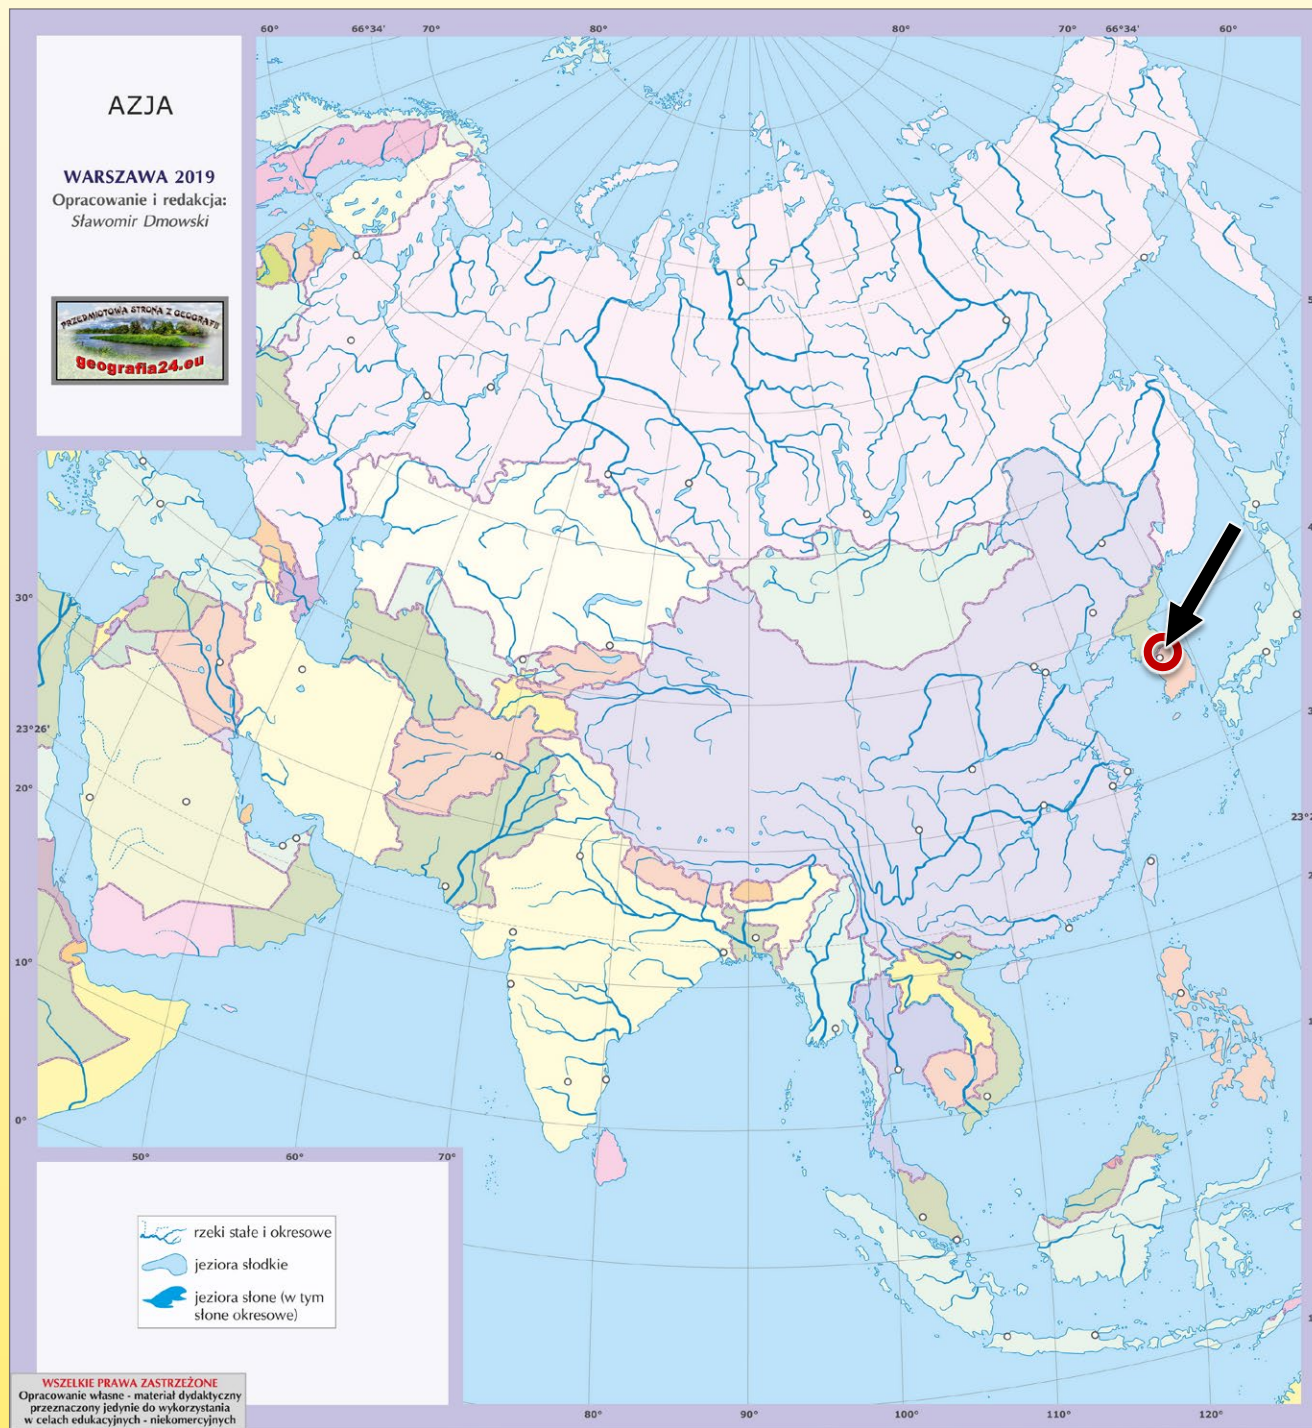 60° 66°34' 70° 80° 80° 70° 66°34' 60°
AZJA
WARSZAWA 2019
Opracowanie i redakcja:
Sławomir Dmowski
PRZEDMIOTOWA STRONA Z GEOGRAFII
geografia24.eu
30°
23°26'
20°
10°
0°
50° 60° 70°
rzeki stałe i okresowe
jeziora słodkie
jeziora słone (w tym
słone okresowe)
WSZELKIE PRAWA ZASTRZEŻONE
Opracowanie własne - materiał dydaktyczny
przeznaczony jedynie do wykorzystania
w celach edukacyjnych - niekomercyjnych
80° 90° 100° 110° 120°